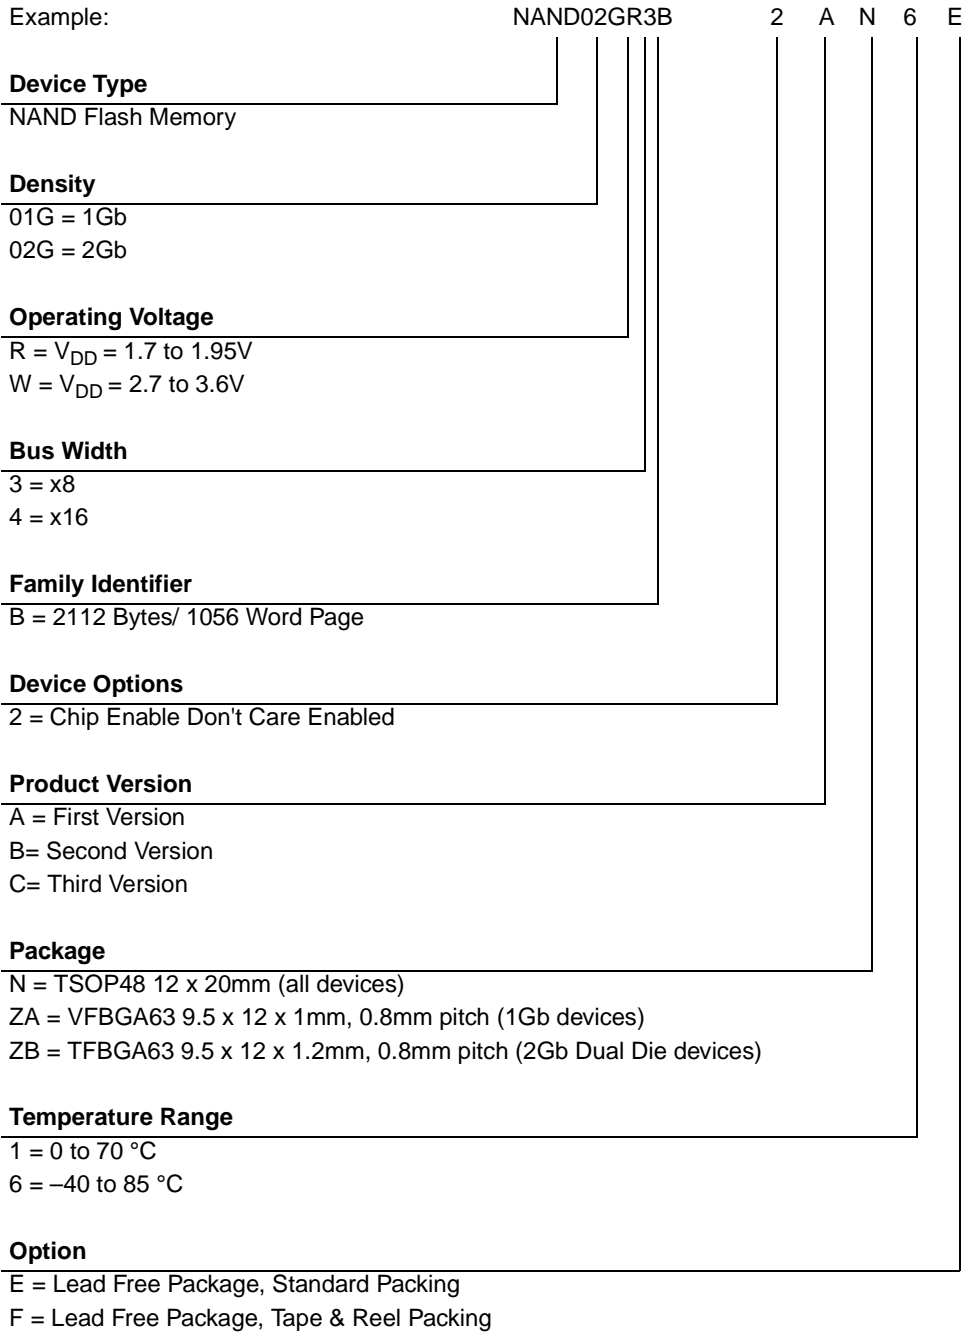 Example: NAND02GR3B 2 A N 6 E
Device Type
NAND Flash Memory
Density
01G = 1Gb
02G = 2Gb
Operating Voltage
R = VDD = 1.7 to 1.95V
W = VDD = 2.7 to 3.6V
Bus Width
3 = x8
4 = x16
Family Identifier
B = 2112 Bytes/ 1056 Word Page
Device Options
2 = Chip Enable Don't Care Enabled
Product Version
A = First Version
B= Second Version
C= Third Version
Package
N = TSOP48 12 x 20mm (all devices)
ZA = VFBGA63 9.5 x 12 x 1mm, 0.8mm pitch (1Gb devices)
ZB = TFBGA63 9.5 x 12 x 1.2mm, 0.8mm pitch (2Gb Dual Die devices)
Temperature Range
1 = 0 to 70 °C
6 = –40 to 85 °C
Option
E = Lead Free Package, Standard Packing
F = Lead Free Package, Tape & Reel Packing